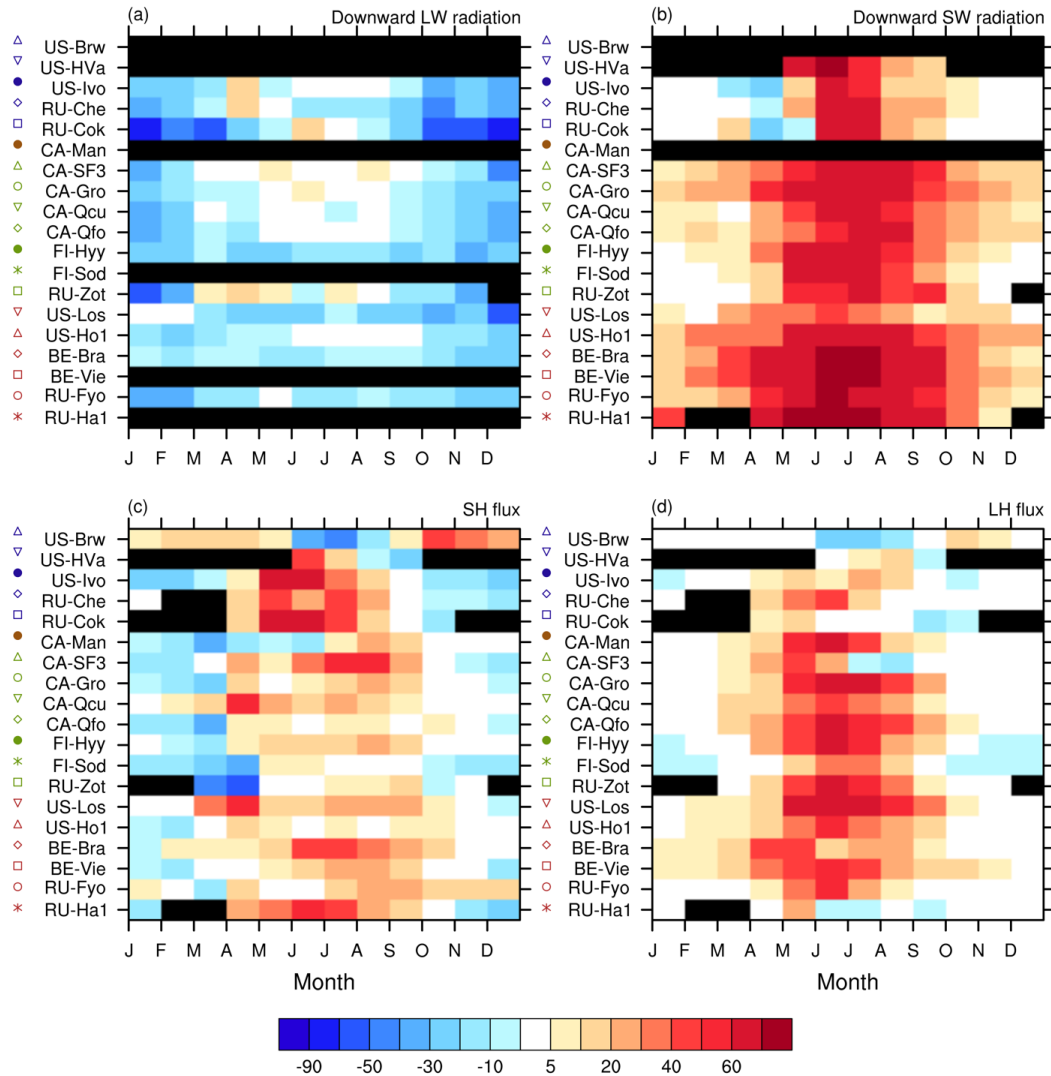 (a) Downward LW radiation
US-Brw
US-HVa
US-Ivo
RU-Che
RU-Cok
CA-Man
CA-SF3
CA-Gro
CA-Qcu
CA-Qfo
FI-Hyy
FI-Sod
RU-Zot
US-Los
US-Ho1
BE-Bra
BE-Vie
RU-Fyo
RU-Ha1
J F M A M J J A S O N D
(b) Downward SW radiation
US-Brw
US-HVa
US-Ivo
RU-Che
RU-Cok
CA-Man
CA-SF3
CA-Gro
CA-Qcu
CA-Qfo
FI-Hyy
FI-Sod
RU-Zot
US-Los
US-Ho1
BE-Bra
BE-Vie
RU-Fyo
RU-Ha1
J F M A M J J A S O N D
(c) SH flux
US-Brw
US-HVa
US-Ivo
RU-Che
RU-Cok
CA-Man
CA-SF3
CA-Gro
CA-Qcu
CA-Qfo
FI-Hyy
FI-Sod
RU-Zot
US-Los
US-Ho1
BE-Bra
BE-Vie
RU-Fyo
RU-Ha1
J F M A M J J A S O N D
Month
(d) LH flux
US-Brw
US-HVa
US-Ivo
RU-Che
RU-Cok
CA-Man
CA-SF3
CA-Gro
CA-Qcu
CA-Qfo
FI-Hyy
FI-Sod
RU-Zot
US-Los
US-Ho1
BE-Bra
BE-Vie
RU-Fyo
RU-Ha1
J F M A M J J A S O N D
Month
-90 -50 -30 -10 5 20 40 60